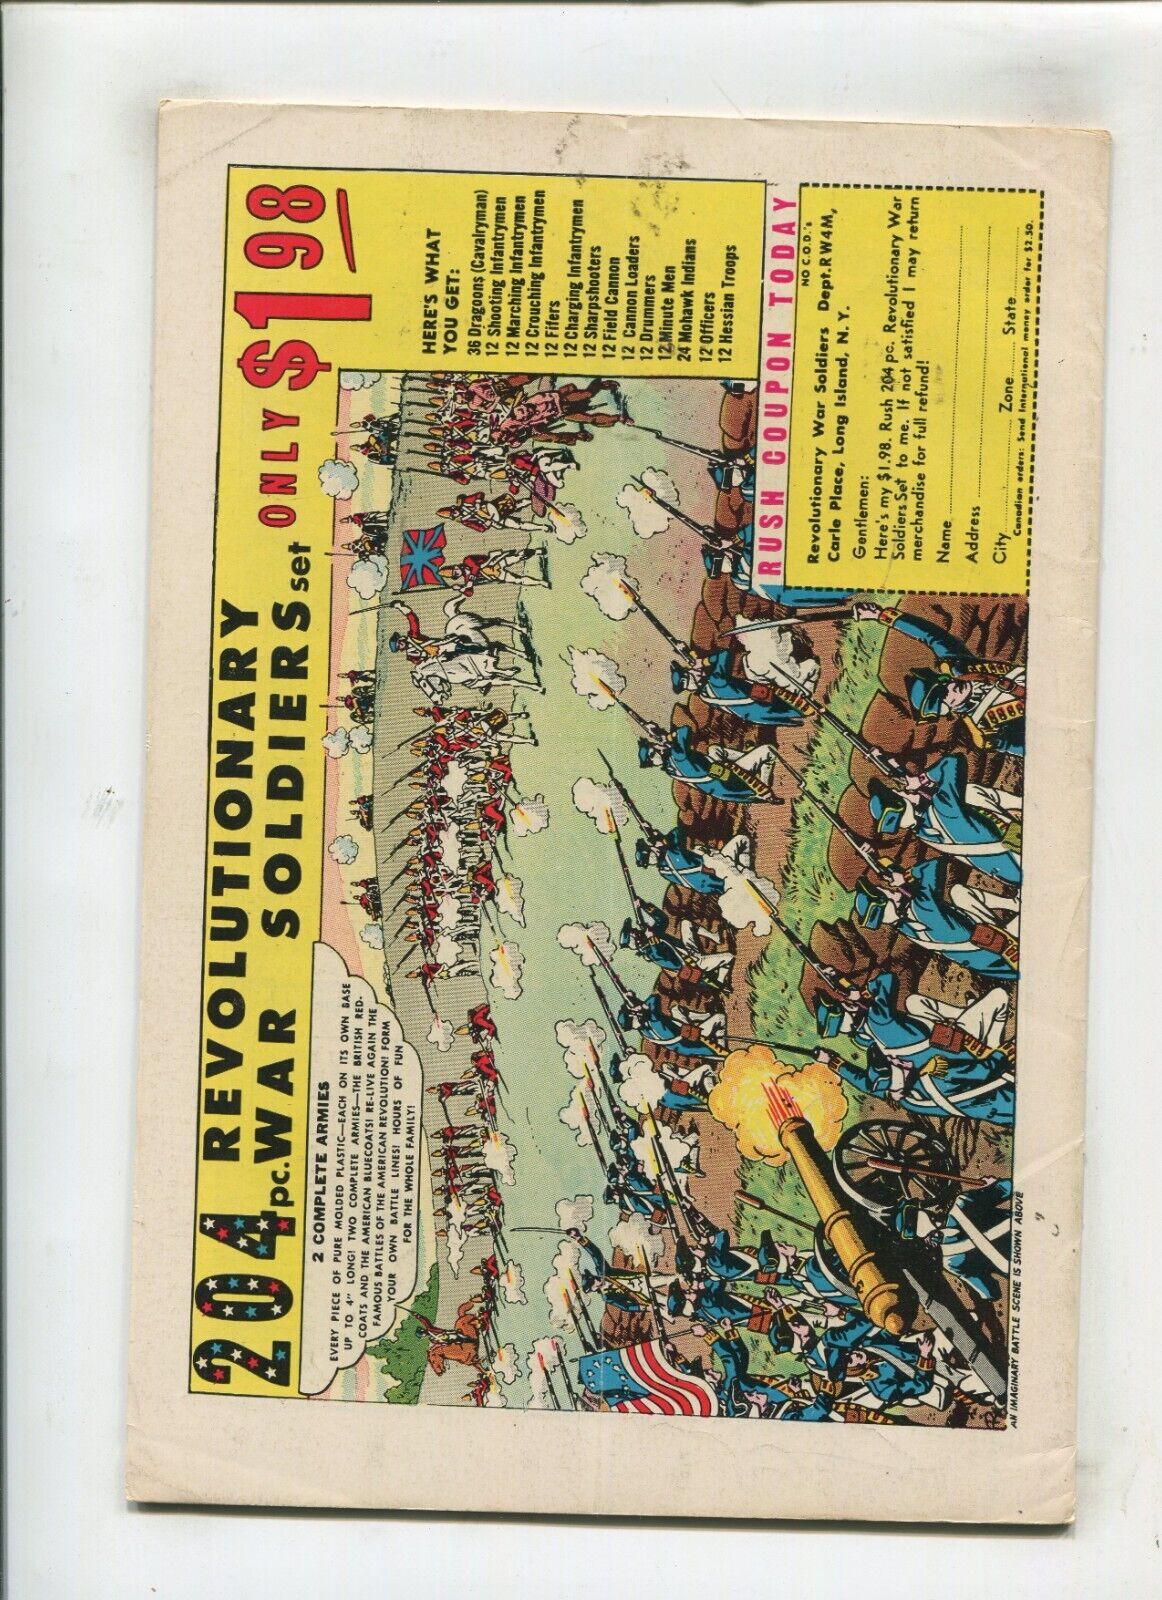 204 REVOLUTIONARY
pc. WAR SOLDIERS set ONLY $1 98
2 COMPLETE ARMIES
EVERY PIECE OF PURE MOLDED PLASTIC—EACH ON ITS OWN BASE
UP TO 4" LONG! TWO COMPLETE ARMIES—THE BRITISH RED-
COATS AND THE AMERICAN BLUECOATS! RE-LIVE AGAIN THE
FAMOUS BATTLES OF THE AMERICAN REVOLUTION! FORM
YOUR OWN BATTLE LINES! HOURS OF FUN
FOR THE WHOLE FAMILY!
HERE'S WHAT
YOU GET:
36 Dragoons (Cavalryman)
12 Shooting Infantrymen
12 Marching Infantrymen
12 Crouching Infantrymen
12 Fifers
12 Charging Infantrymen
12 Sharpshooters
12 Field Cannon
12 Cannon Loaders
12 Drummers
12 Minute Men
24 Mohawk Indians
12 Officers
12 Hessian Troops
RUSH COUPON TODAY
NO C.O.D.'s
Revolutionary War Soldiers Dept.RW4M,
Carle Place, Long Island, N. Y.
Gentlemen:
Here's my $1.98. Rush 204 pc. Revolutionary War
Soldiers Set to me. If not satisfied I may return
merchandise for full refund!
Name
Address
City Zone State
Canadian orders: Send International money order for $2.50.
AN IMAGINARY BATTLE SCENE IS SHOWN ABOVE